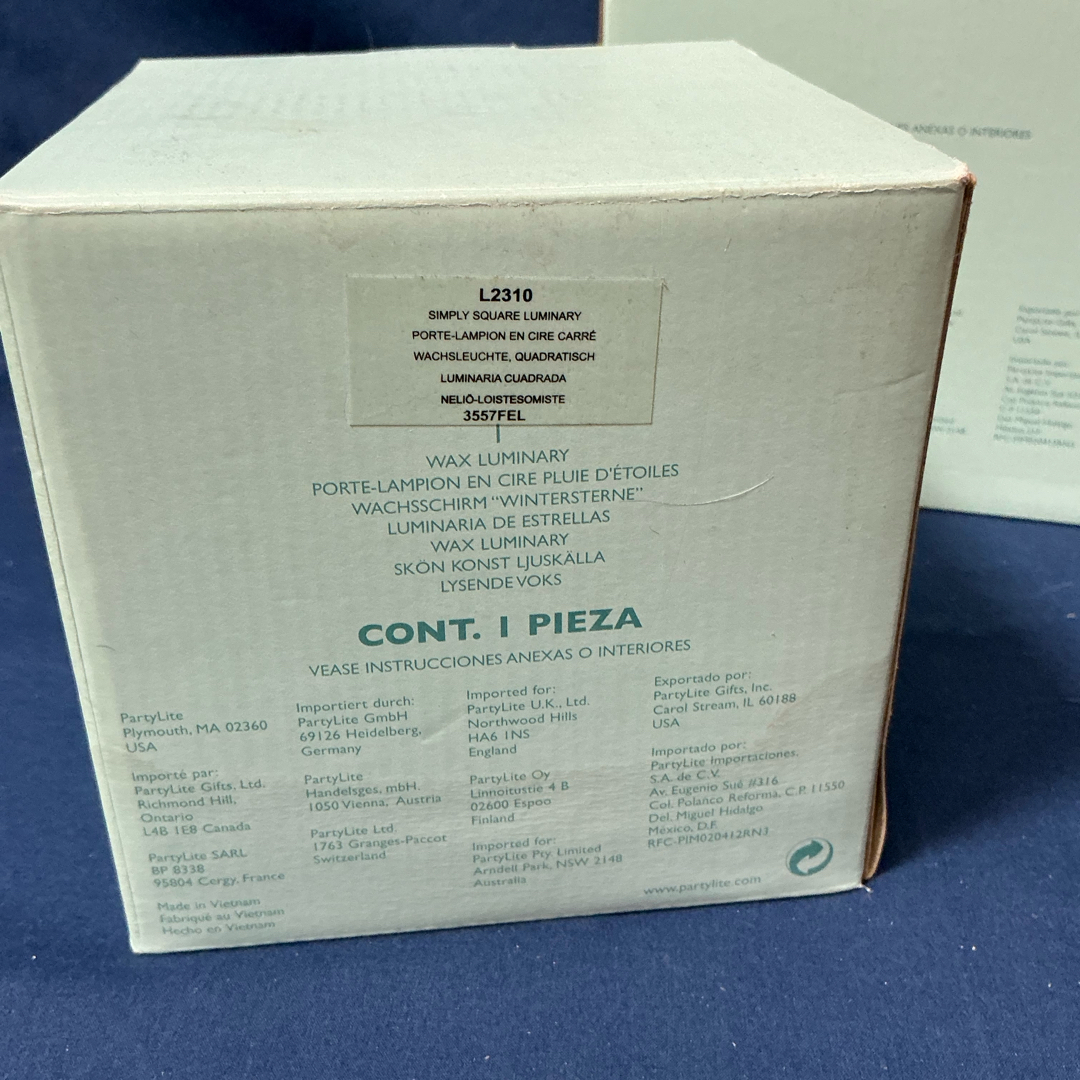 L2310
SIMPLY SQUARE LUMINARY
PORTE-LAMPION EN CIRE CARRÉ
WACHSLEUCHTE, QUADRATISCH
LUMINARIA CUADRADA
NELIÖ-LOISTESOMISTE
3557FEL
WAX LUMINARY
PORTE-LAMPION EN CIRE PLUIE D'ÉTOILES
WACHSSCHIRM "WINTERSTERNE"
LUMINARIA DE ESTRELLAS
WAX LUMINARY
SKÖN KONST LJUSKÄLLA
LYSENDE VOKS
CONT. 1 PIEZA
VEASE INSTRUCCIONES ANEXAS O INTERIORES
PartyLite
Plymouth, MA 02360
USA
Importé par:
PartyLite Gifts, Ltd.
Richmond Hill,
Ontario
L4B 1E8 Canada
PartyLite SARL
BP 8338
95804 Cergy, France
Made in Vietnam
Fabriqué au Vietnam
Hecho en Vietnam
Importiert durch:
PartyLite GmbH
69126 Heidelberg,
Germany
PartyLite
Handelsges, mbH.
1050 Vienna, Austria
PartyLite Ltd.
1763 Granges-Paccot
Switzerland
Imported for:
PartyLite U.K., Ltd.
Northwood Hills
HA6 1NS
England
PartyLite Oy
Linnoitustie 4 B
02600 Espoo
Finland
Imported for:
PartyLite Pty. Limited
Arndell Park, NSW 2148
Australia
Exportado por:
PartyLite Gifts, Inc.
Carol Stream, IL 60188
USA
Importado por:
PartyLite Importaciones,
S.A. de C.V.
Av. Eugenio Sué #316
Col. Polanco Reforma, C.P. 11550
Del. Miguel Hidalgo
México, D.F.
RFC-PIM020412RN3
www.partylite.com
ANEXAS O INTERIORES